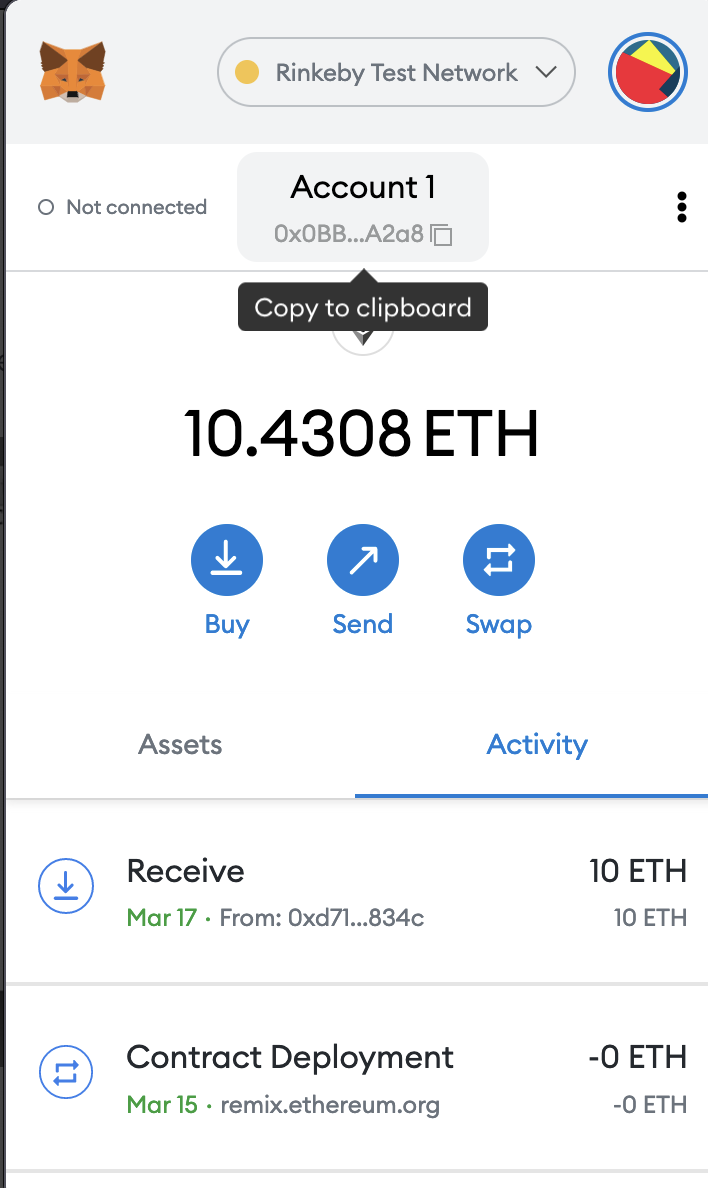 Rinkeby Test Network
Not connected
Account 1
0x0BB...A2a8
Copy to clipboard
10.4308 ETH
Buy
Send
Swap
Assets
Activity
Receive
10 ETH
Mar 17 · From: 0xd71...834c
10 ETH
Contract Deployment
-0 ETH
Mar 15 · remix.ethereum.org
-0 ETH